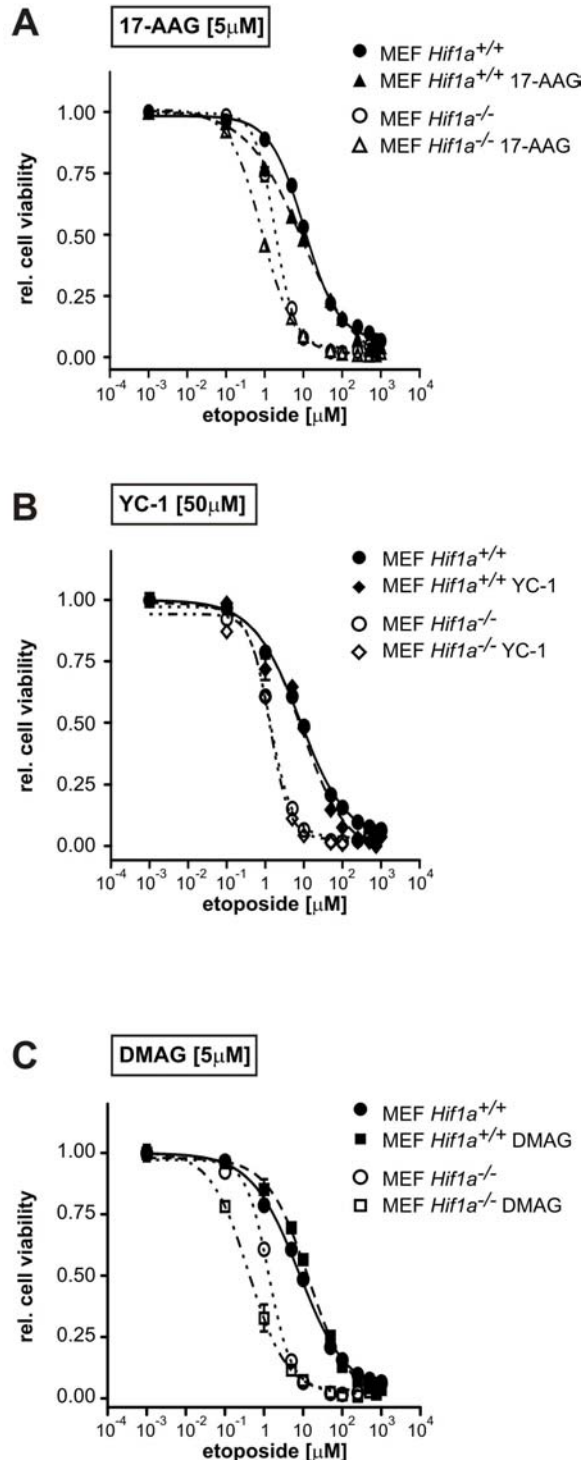 A
17-AAG [5μM]
MEF Hif1a+/+
MEF Hif1a+/+ 17-AAG
MEF Hif1a-/-
MEF Hif1a-/- 17-AAG
rel. cell viability
1.00
0.75
0.50
0.25
0.00
10-4 10-3 10-2 10-1 1 10 102 103 104
etoposide [μM]
B
YC-1 [50μM]
MEF Hif1a+/+
MEF Hif1a+/+ YC-1
MEF Hif1a-/-
MEF Hif1a-/- YC-1
rel. cell viability
1.00
0.75
0.50
0.25
0.00
10-4 10-3 10-2 10-1 1 10 102 103 104
etoposide [μM]
C
DMAG [5μM]
MEF Hif1a+/+
MEF Hif1a+/+ DMAG
MEF Hif1a-/-
MEF Hif1a-/- DMAG
rel. cell viability
1.00
0.75
0.50
0.25
0.00
10-4 10-3 10-2 10-1 1 10 102 103 104
etoposide [μM]